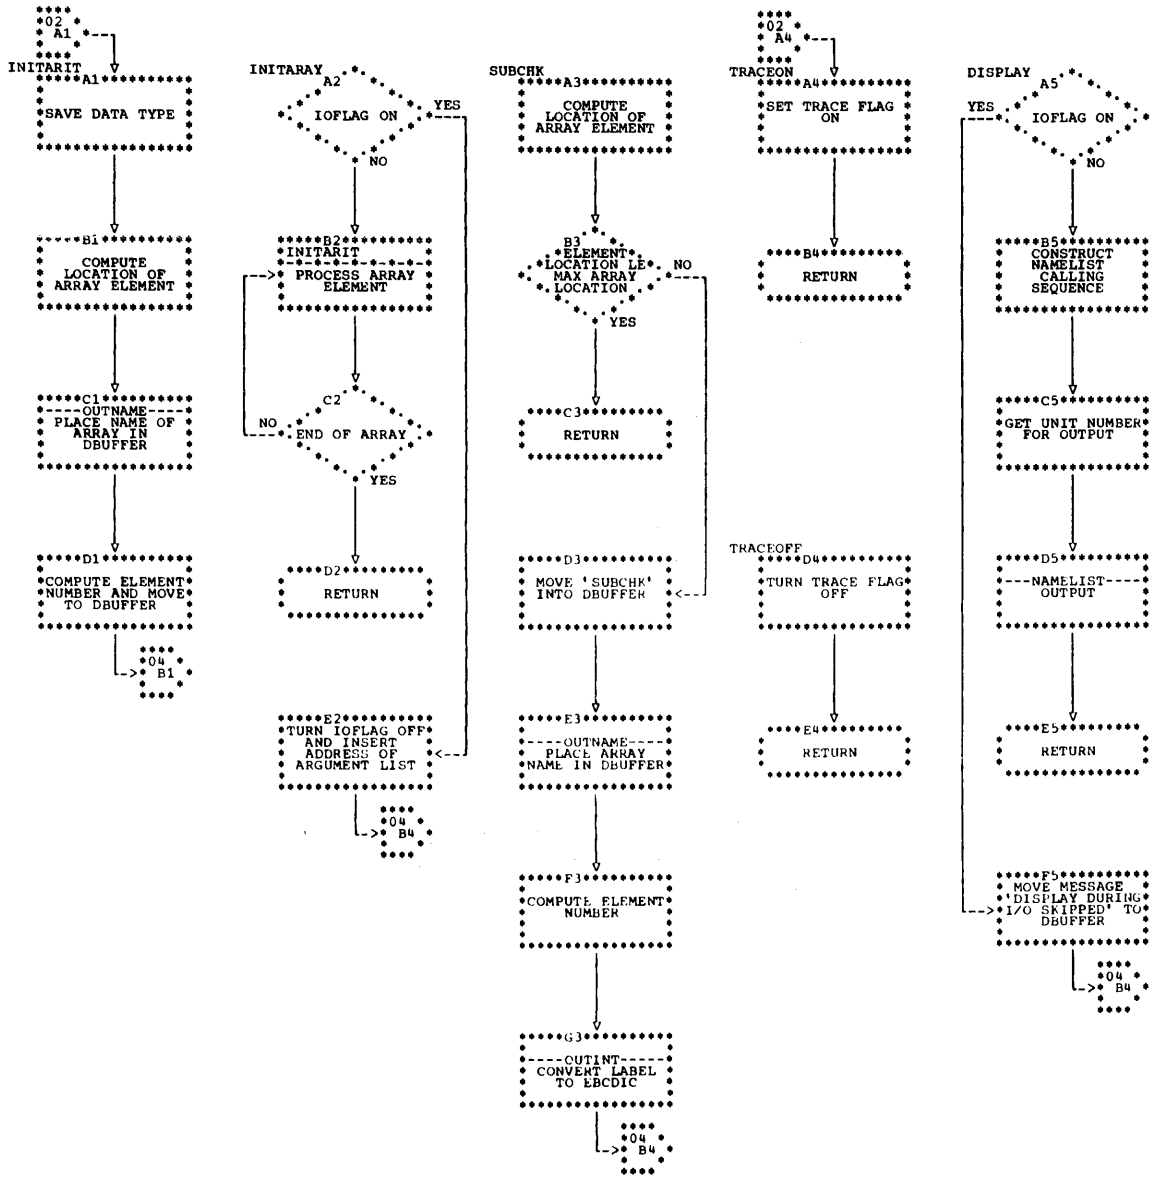 02
A1
INITARIT
A1
SAVE DATA TYPE
B1
COMPUTE
LOCATION OF
ARRAY ELEMENT
C1
OUTNAME
PLACE NAME OF
ARRAY IN
DBUFFER
D1
COMPUTE ELEMENT
NUMBER AND MOVE
TO DBUFFER
04
B1
INITARAY
A2
IOFLAG ON
YES
NO
B2
INITARIT
PROCESS ARRAY
ELEMENT
C2
END OF ARRAY
NO
YES
D2
RETURN
E2
TURN IOFLAG OFF
AND INSERT
ADDRESS OF
ARGUMENT LIST
04
B4
SUBCHK
A3
COMPUTE
LOCATION OF
ARRAY ELEMENT
B3
ELEMENT
LOCATION LE
MAX ARRAY
LOCATION
NO
YES
C3
RETURN
D3
MOVE 'SUBCHK'
INTO DBUFFER
E3
OUTNAME
PLACE ARRAY
NAME IN DBUFFER
F3
COMPUTE ELEMENT
NUMBER
G3
OUTINT
CONVERT LABEL
TO EBCDIC
04
B4
02
A4
TRACEON
A4
SET TRACE FLAG
ON
B4
RETURN
TRACEOFF
D4
TURN TRACE FLAG
OFF
E4
RETURN
DISPLAY
A5
IOFLAG ON
YES
NO
B5
CONSTRUCT
NAMELIST
CALLING
SEQUENCE
C5
GET UNIT NUMBER
FOR OUTPUT
D5
NAMELIST
OUTPUT
E5
RETURN
F5
MOVE MESSAGE
'DISPLAY DURING
I/O SKIPPED' TO
DBUFFER
04
B4